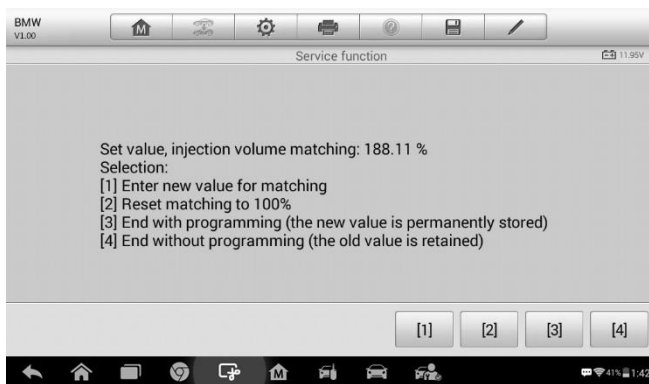 BMW
V1.00
Service function
11.95V
Set value, injection volume matching: 188.11 %
Selection:
[1] Enter new value for matching
[2] Reset matching to 100%
[3] End with programming (the new value is permanently stored)
[4] End without programming (the old value is retained)
[1] [2] [3] [4]
41% 1:42